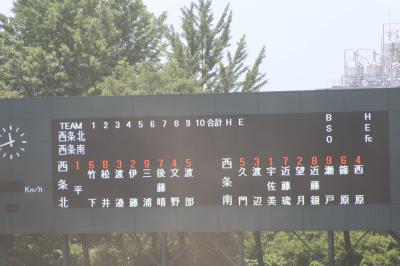 TEAM 1 2 3 4 5 6 7 8 9 10 合計 H E
西条北
西条南
B H
S E
O Fc
Km/h
西条北
1 平
6 竹下
8 松井
3 渡邉
2 伊藤
9 三浦
7 後藤晴
4 文野
5 渡部
西条南
5 久門
3 渡辺
1 宇佐美
7 近藤琉
2 望月
8 近藤銀
9 瀬戸
6 篠原
4 西原